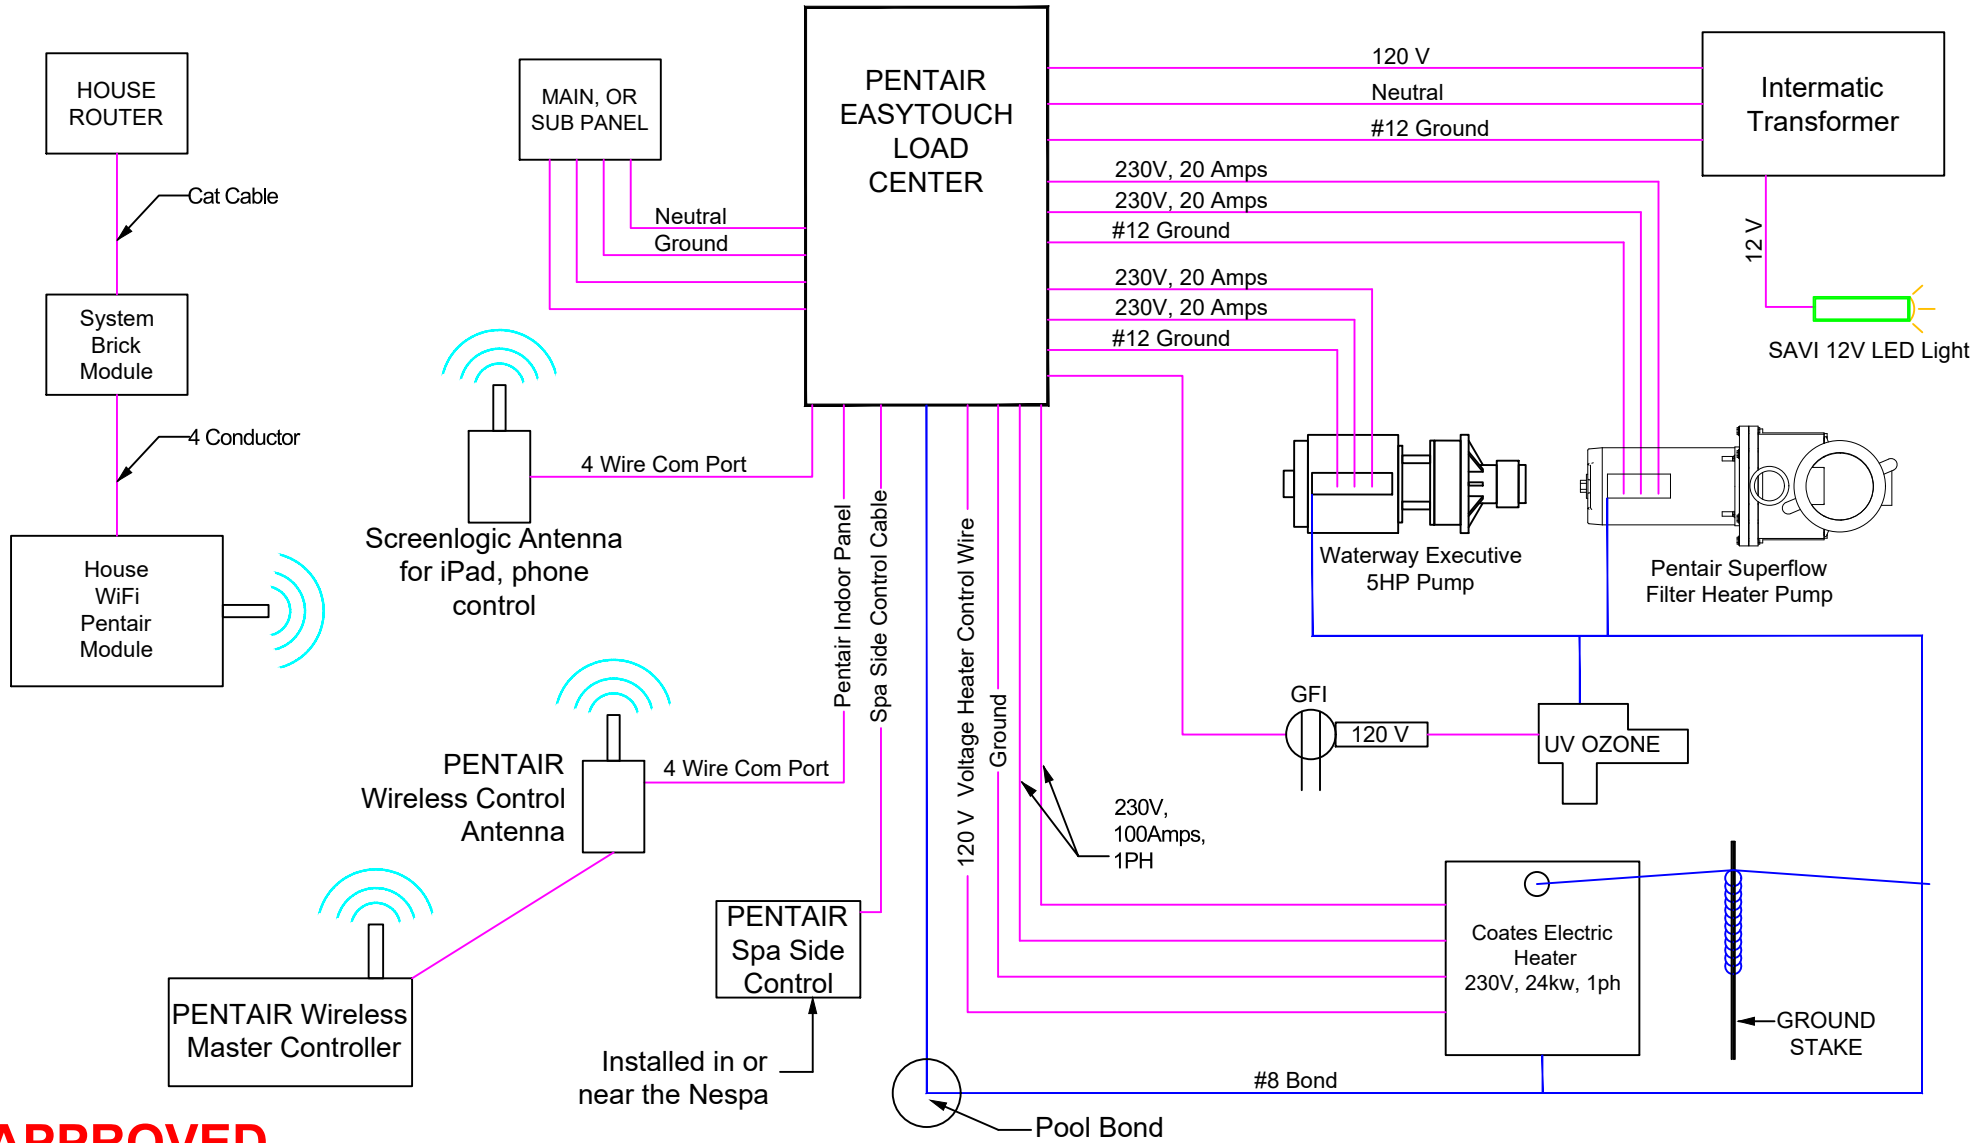 HOUSE
ROUTER
Cat Cable
System
Brick
Module
4 Conductor
House
WiFi
Pentair
Module
MAIN, OR
SUB PANEL
Neutral
Ground
PENTAIR
EASYTOUCH
LOAD
CENTER
120 V
Neutral
#12 Ground
230V, 20 Amps
230V, 20 Amps
#12 Ground
230V, 20 Amps
230V, 20 Amps
#12 Ground
Intermatic
Transformer
12 V
SAVI 12V LED Light
4 Wire Com Port
Screenlogic Antenna
for iPad, phone
control
Pentair Indoor Panel
Spa Side Control Cable
120 V  Voltage Heater Control Wire
Ground
Waterway Executive
5HP Pump
Pentair Superflow
Filter Heater Pump
GFI
120 V
UV OZONE
PENTAIR
Wireless Control
Antenna
4 Wire Com Port
230V,
100Amps,
1PH
PENTAIR Wireless
Master Controller
PENTAIR
Spa Side
Control
Installed in or
near the Nespa
Coates Electric
Heater
230V, 24kw, 1ph
GROUND
STAKE
#8 Bond
Pool Bond
APPROVED